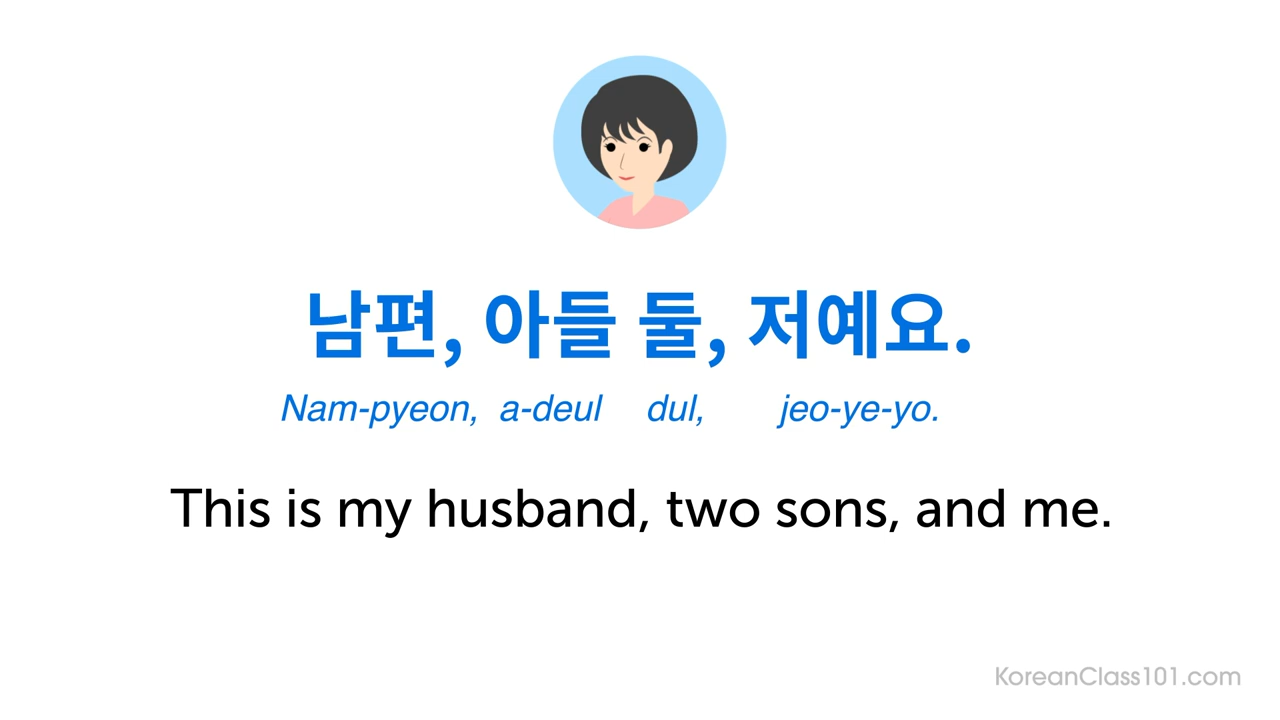 남편, 아들 둘, 저예요.
Nam-pyeon, a-deul dul, jeo-ye-yo.
This is my husband, two sons, and me.
KoreanClass101.com